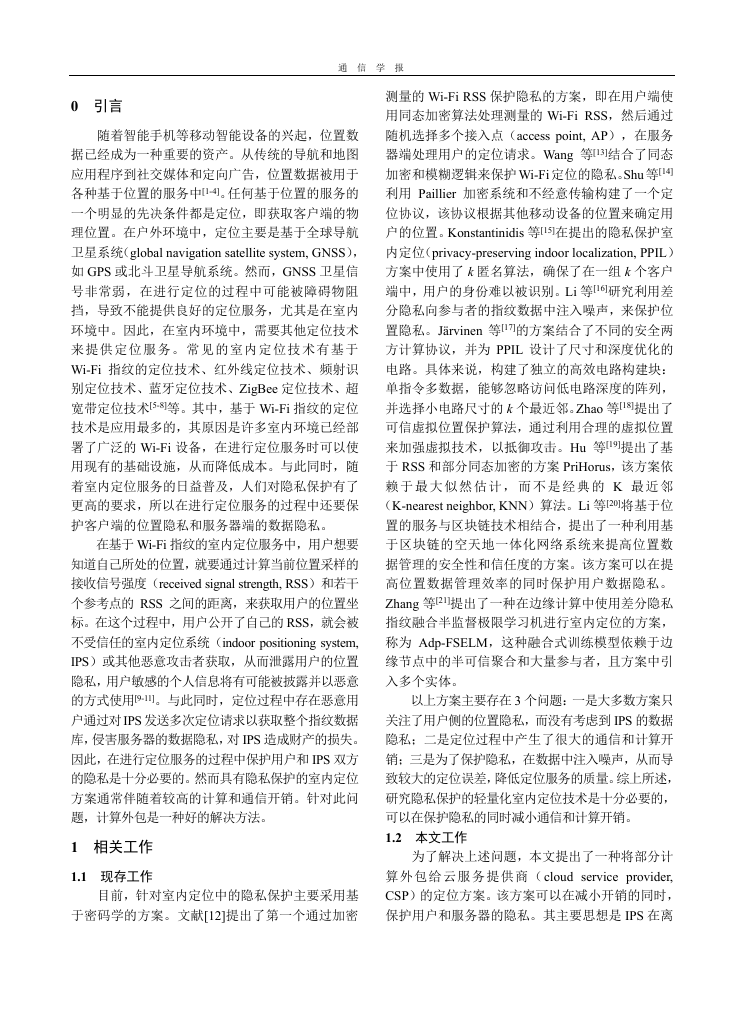 通 信 学 报
0 引言
随着智能手机等移动智能设备的兴起，位置数
据已经成为一种重要的资产。从传统的导航和地图
应用程序到社交媒体和定向广告，位置数据被用于
各种基于位置的服务中[1-4]。任何基于位置的服务的
一个明显的先决条件都是定位，即获取客户端的物
理位置。在户外环境中，定位主要是基于全球导航
卫星系统（global navigation satellite system, GNSS），
如 GPS 或北斗卫星导航系统。然而，GNSS 卫星信
号非常弱，在进行定位的过程中可能被障碍物阻
挡，导致不能提供良好的定位服务，尤其是在室内
环境中。因此，在室内环境中，需要其他定位技术
来提供定位服务。常见的室内定位技术有基于
Wi-Fi 指纹的定位技术、红外线定位技术、频射识
别定位技术、蓝牙定位技术、ZigBee 定位技术、超
宽带定位技术[5-8]等。其中，基于 Wi-Fi 指纹的定位
技术是应用最多的，其原因是许多室内环境已经部
署了广泛的 Wi-Fi 设备，在进行定位服务时可以使
用现有的基础设施，从而降低成本。与此同时，随
着室内定位服务的日益普及，人们对隐私保护有了
更高的要求，所以在进行定位服务的过程中还要保
护客户端的位置隐私和服务器端的数据隐私。
在基于 Wi-Fi 指纹的室内定位服务中，用户想要
知道自己所处的位置，就要通过计算当前位置采样的
接收信号强度（received signal strength, RSS）和若干
个参考点的 RSS 之间的距离，来获取用户的位置坐
标。在这个过程中，用户公开了自己的 RSS，就会被
不受信任的室内定位系统（indoor positioning system,
IPS）或其他恶意攻击者获取，从而泄露用户的位置
隐私，用户敏感的个人信息将有可能被披露并以恶意
的方式使用[9-11]。与此同时，定位过程中存在恶意用
户通过对 IPS 发送多次定位请求以获取整个指纹数据
库，侵害服务器的数据隐私，对 IPS 造成财产的损失。
因此，在进行定位服务的过程中保护用户和 IPS 双方
的隐私是十分必要的。然而具有隐私保护的室内定位
方案通常伴随着较高的计算和通信开销。针对此问
题，计算外包是一种好的解决方法。
1 相关工作
1.1 现存工作
目前，针对室内定位中的隐私保护主要采用基
于密码学的方案。文献[12]提出了第一个通过加密
测量的 Wi-Fi RSS 保护隐私的方案，即在用户端使
用同态加密算法处理测量的 Wi-Fi RSS，然后通过
随机选择多个接入点（access point, AP），在服务
器端处理用户的定位请求。Wang 等[13]结合了同态
加密和模糊逻辑来保护 Wi-Fi 定位的隐私。Shu 等[14]
利用 Paillier 加密系统和不经意传输构建了一个定
位协议，该协议根据其他移动设备的位置来确定用
户的位置。Konstantinidis 等[15]在提出的隐私保护室
内定位（privacy-preserving indoor localization, PPIL）
方案中使用了 k 匿名算法，确保了在一组 k 个客户
端中，用户的身份难以被识别。Li 等[16]研究利用差
分隐私向参与者的指纹数据中注入噪声，来保护位
置隐私。Järvinen 等[17]的方案结合了不同的安全两
方计算协议，并为 PPIL 设计了尺寸和深度优化的
电路。具体来说，构建了独立的高效电路构建块：
单指令多数据，能够忽略访问低电路深度的阵列，
并选择小电路尺寸的 k 个最近邻。Zhao 等[18]提出了
可信虚拟位置保护算法，通过利用合理的虚拟位置
来加强虚拟技术，以抵御攻击。Hu 等[19]提出了基
于 RSS 和部分同态加密的方案 PriHorus，该方案依
赖于最大似然估计，而不是经典的 K 最近邻
（K-nearest neighbor, KNN）算法。Li 等[20]将基于位
置的服务与区块链技术相结合，提出了一种利用基
于区块链的空天地一体化网络系统来提高位置数
据管理的安全性和信任度的方案。该方案可以在提
高位置数据管理效率的同时保护用户数据隐私。
Zhang 等[21]提出了一种在边缘计算中使用差分隐私
指纹融合半监督极限学习机进行室内定位的方案，
称为 Adp-FSELM，这种融合式训练模型依赖于边
缘节点中的半可信聚合和大量参与者，且方案中引
入多个实体。
以上方案主要存在 3 个问题：一是大多数方案只
关注了用户侧的位置隐私，而没有考虑到 IPS 的数据
隐私；二是定位过程中产生了很大的通信和计算开
销；三是为了保护隐私，在数据中注入噪声，从而导
致较大的定位误差，降低定位服务的质量。综上所述，
研究隐私保护的轻量化室内定位技术是十分必要的，
可以在保护隐私的同时减小通信和计算开销。
1.2 本文工作
为了解决上述问题，本文提出了一种将部分计
算外包给云服务提供商（cloud service provider,
CSP）的定位方案。该方案可以在减小开销的同时，
保护用户和服务器的隐私。其主要思想是 IPS 在离